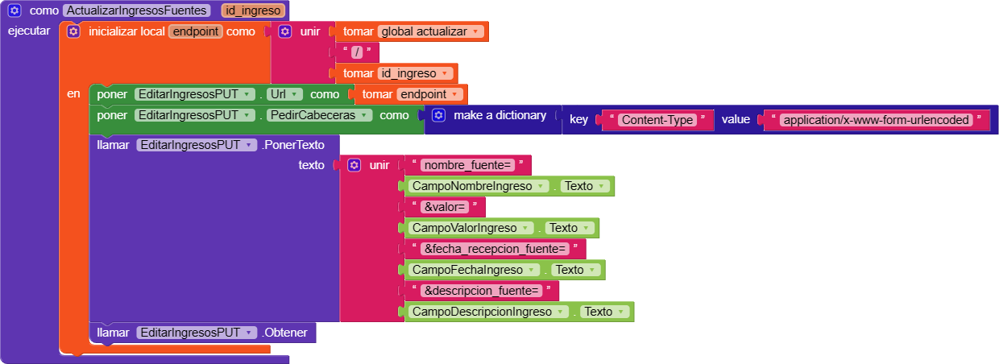 como ActualizarIngresosFuentes id_ingreso
ejecutar inicializar local endpoint como unir tomar global actualizar
“ / ”
tomar id_ingreso
en poner EditarIngresosPUT . Url como tomar endpoint
poner EditarIngresosPUT . PedirCabeceras como make a dictionary key “ Content-Type ” value “ application/x-www-form-urlencoded ”
llamar EditarIngresosPUT .PonerTexto
texto unir “ nombre_fuente= ”
CampoNombreIngreso . Texto
“ &valor= ”
CampoValorIngreso . Texto
“ &fecha_recepcion_fuente= ”
CampoFechaIngreso . Texto
“ &descripcion_fuente= ”
CampoDescripcionIngreso . Texto
llamar EditarIngresosPUT .Obtener